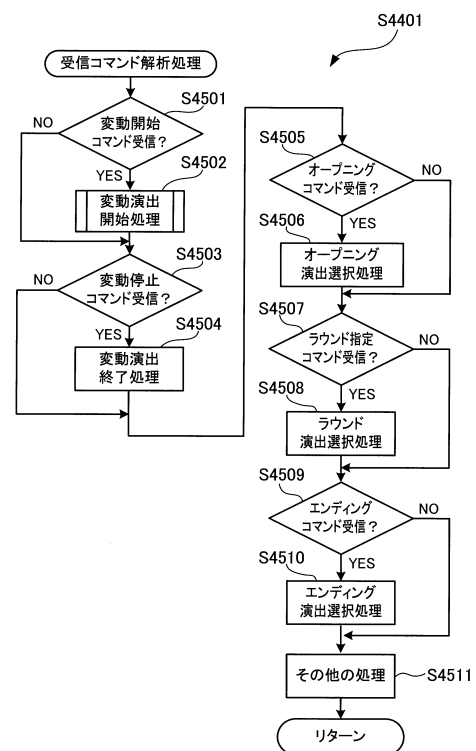 S4401
受信コマンド解析処理
S4501
変動開始
コマンド受信？
NO
YES
S4502
変動演出
開始処理
S4503
変動停止
コマンド受信？
NO
YES
S4504
変動演出
終了処理
S4505
オープニング
コマンド受信？
NO
YES
S4506
オープニング
演出選択処理
S4507
ラウンド指定
コマンド受信？
NO
YES
S4508
ラウンド
演出選択処理
S4509
エンディング
コマンド受信？
NO
YES
S4510
エンディング
演出選択処理
その他の処理
S4511
リターン